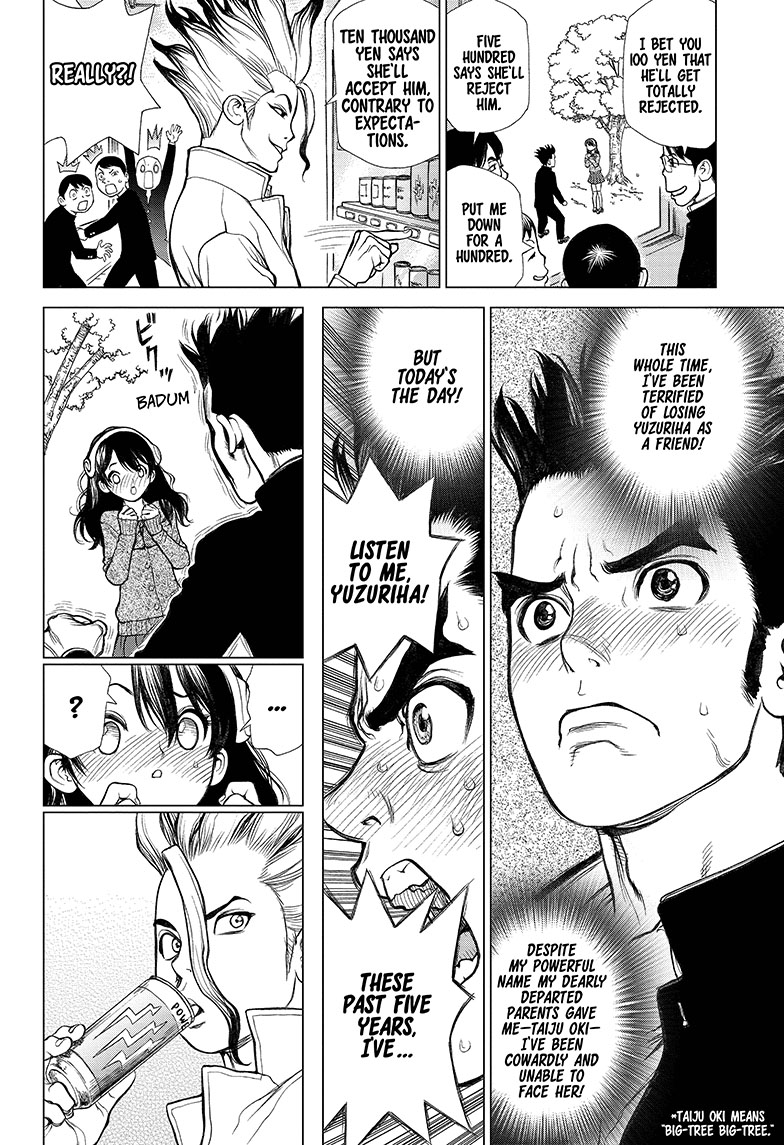 I BET YOU
100 YEN THAT
HE'LL GET
TOTALLY
REJECTED.
FIVE
HUNDRED
SAYS SHE'LL
REJECT
HIM.
PUT ME
DOWN
FOR A
HUNDRED.
TEN THOUSAND
YEN SAYS
SHE'LL
ACCEPT HIM,
CONTRARY TO
EXPECTA-
TIONS.
REALLY?!
THIS
WHOLE TIME,
I'VE BEEN
TERRIFIED
OF LOSING
YUZURIHA AS
A FRIEND!
DESPITE
MY POWERFUL
NAME MY DEARLY
DEPARTED
PARENTS GAVE
ME—TAIJU OKI—
I'VE BEEN
COWARDLY AND
UNABLE TO
FACE HER!
*TAIJU OKI MEANS
"BIG-TREE BIG-TREE."
BUT
TODAY'S
THE DAY!
LISTEN
TO ME,
YUZURIHA!
THESE
PAST FIVE
YEARS,
I'VE...
ビクッ
BADUM
...
?
POW